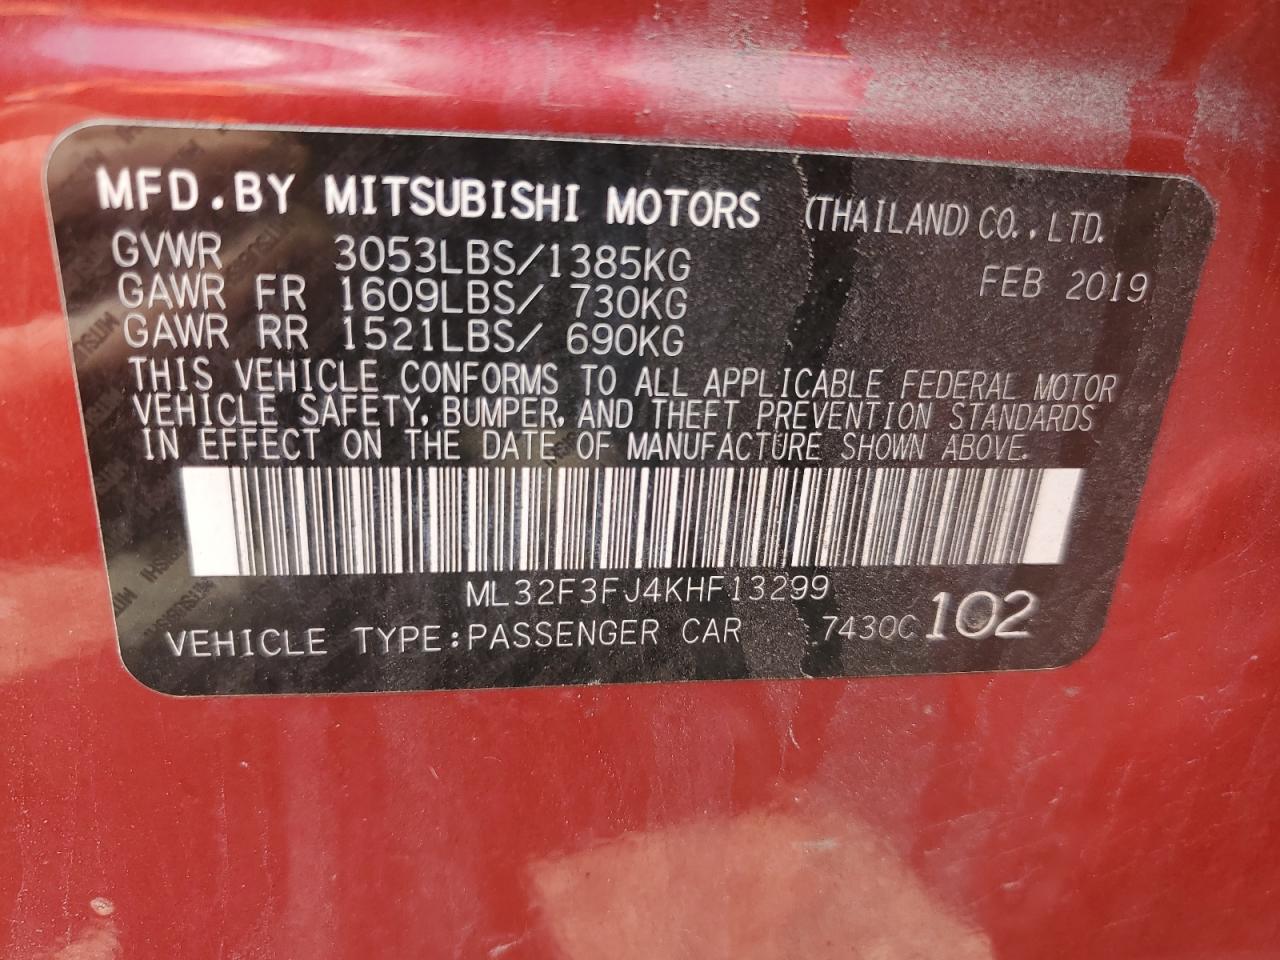 MFD.BY MITSUBISHI MOTORS (THAILAND) CO.,LTD.
GVWR 3053LBS/1385KG FEB 2019
GAWR FR 1609LBS/ 730KG
GAWR RR 1521LBS/ 690KG
THIS VEHICLE CONFORMS TO ALL APPLICABLE FEDERAL MOTOR
VEHICLE SAFETY, BUMPER, AND THEFT PREVENTION STANDARDS
IN EFFECT ON THE DATE OF MANUFACTURE SHOWN ABOVE.
ML32F3FJ4KHF13299
VEHICLE TYPE:PASSENGER CAR 7430C 102